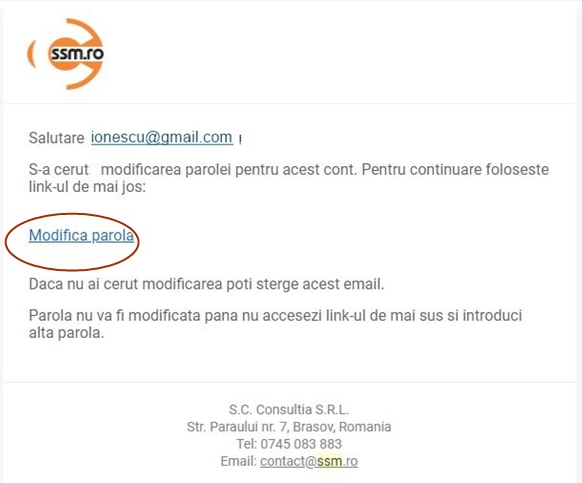 ssm.ro
Salutare ionescu@gmail.com !
S-a cerut modificarea parolei pentru acest cont. Pentru continuare foloseste
link-ul de mai jos:
Modifica parola
Daca nu ai cerut modificarea poti sterge acest email.
Parola nu va fi modificata pana nu accesezi link-ul de mai sus si introduci
alta parola.
S.C. Consultia S.R.L.
Str. Paraului nr. 7, Brasov, Romania
Tel: 0745 083 883
Email: contact@ssm.ro